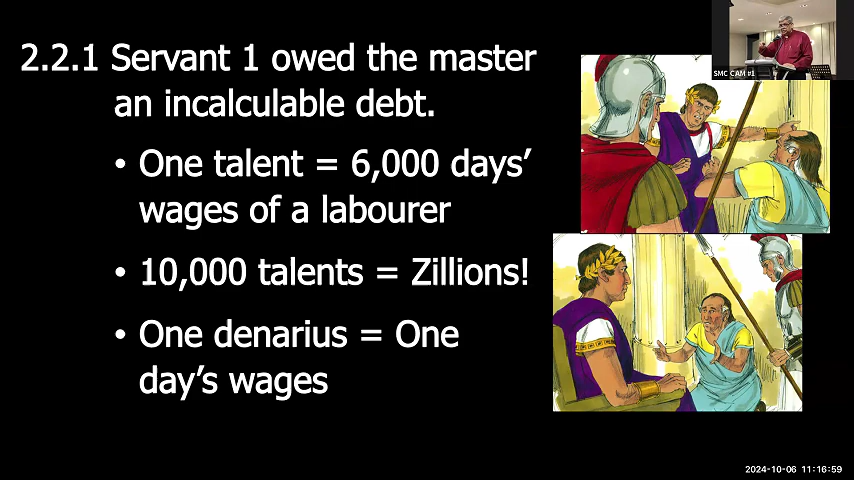 2.2.1 Servant 1 owed the master
an incalculable debt.
• One talent = 6,000 days’
wages of a labourer
• 10,000 talents = Zillions!
• One denarius = One
day’s wages
SMC CAM #1
2024-10-06 11:16:59